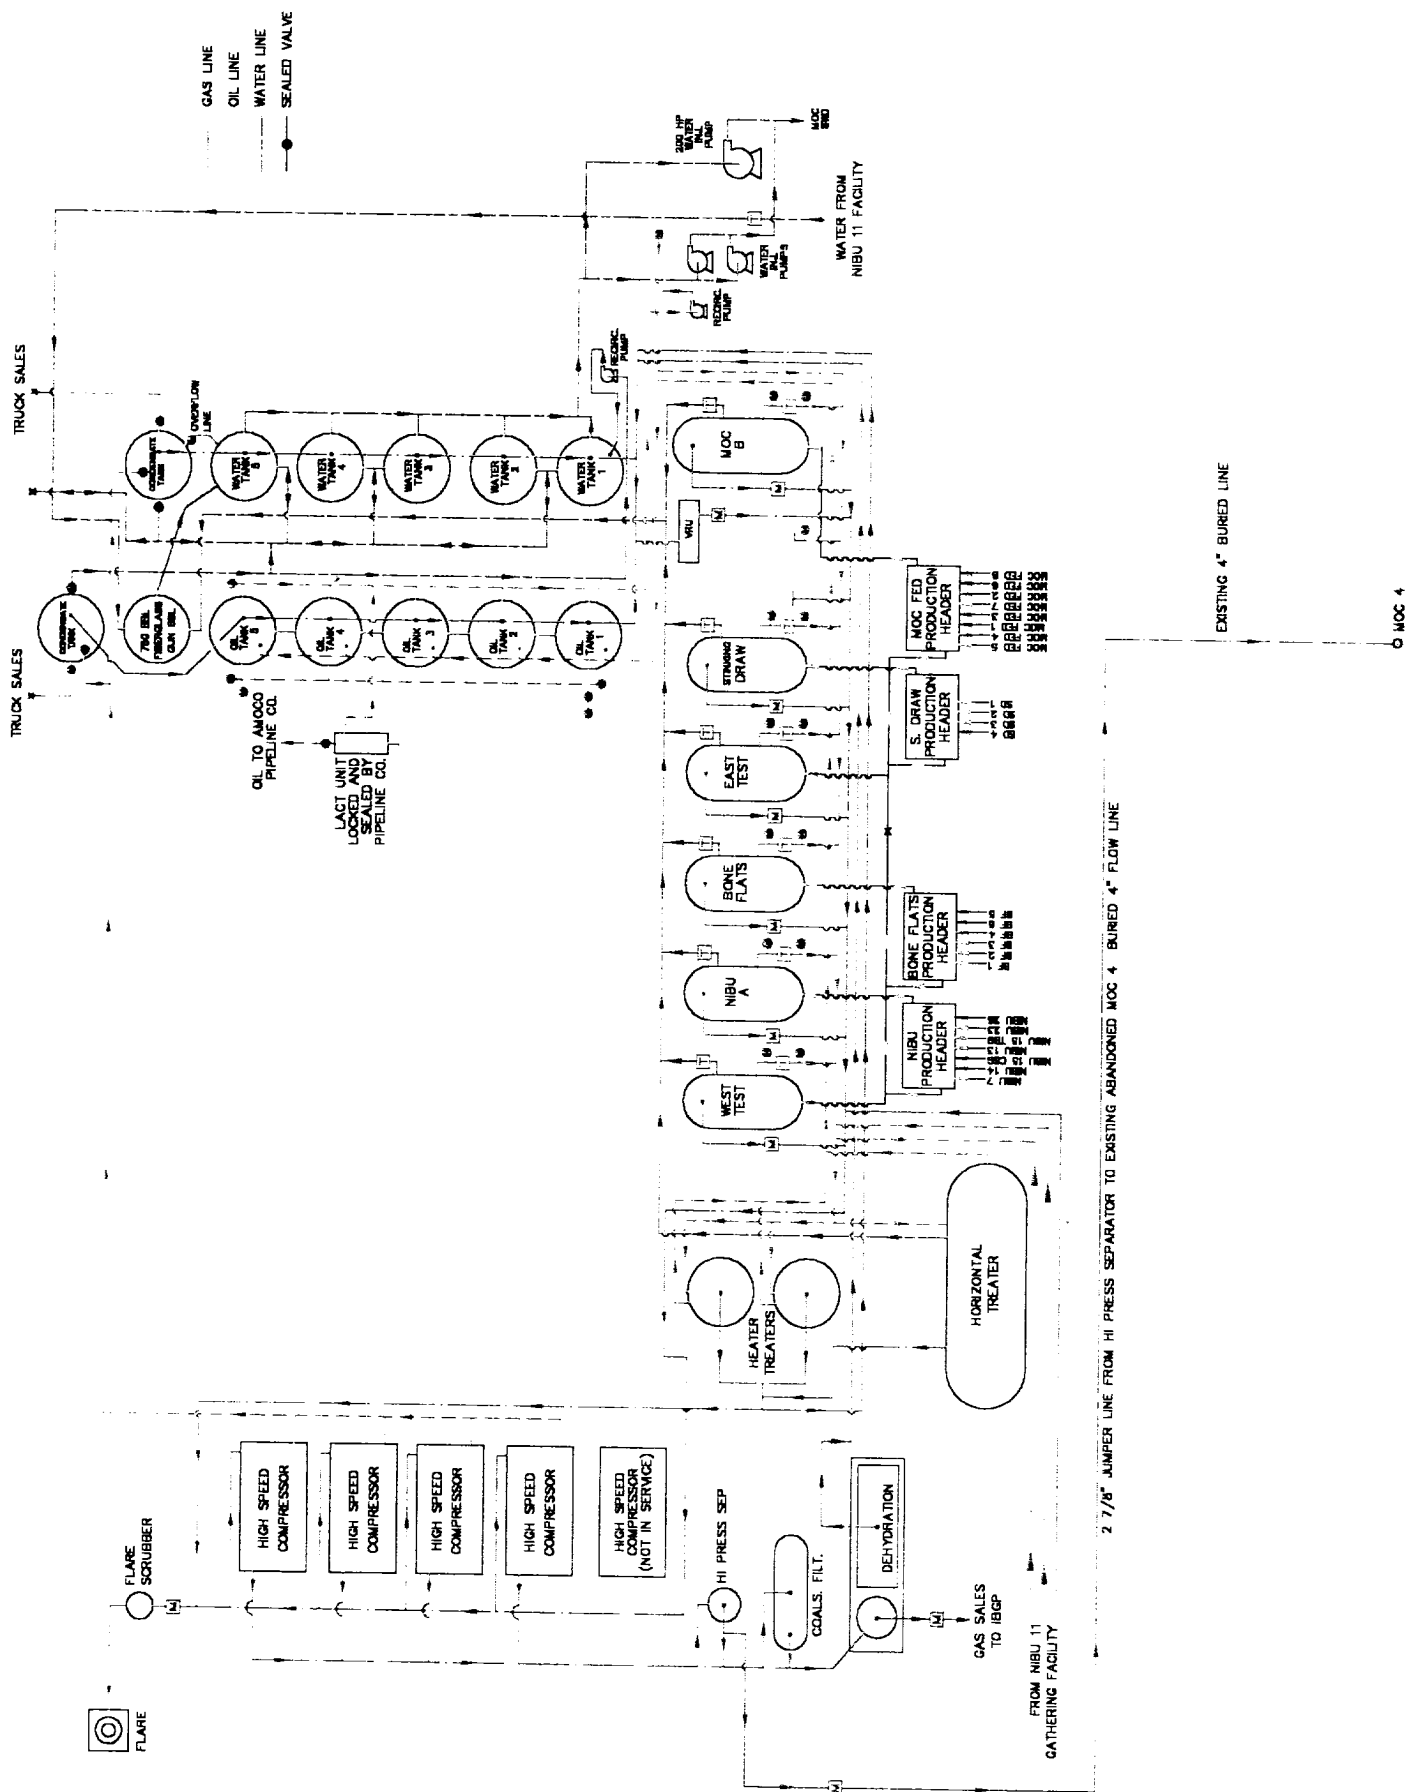 GAS LINE
OIL LINE
WATER LINE
SEALED VALVE
TRUCK SALES
TRUCK SALES
CONDENSATE
TANK
OVERFLOW
LINE
WATER
TANK
5
WATER
TANK
4
WATER
TANK
3
WATER
TANK
2
WATER
TANK
1
CONDENSATE
TANK
750 BBL
FIBERGLASS
GUN BBL
OIL
TANK
5
OIL
TANK
4
OIL
TANK
3
OIL
TANK
2
OIL
TANK
1
OIL TO AMOCO
PIPELINE CO.
LACT UNIT
LOCKED AND
SEALED BY
PIPELINE CO.
200 HP
WATER
INJ.
PUMP
MOC
WATER FROM
NIBU 11 FACILITY
WATER
INJ.
PUMPS
RECIRC.
PUMP
RECIRC.
PUMP
T
VRU
M
MOC
B
T
M
DRAW
T
M
EAST
TEST
T
M
BONE
FLATS
T
M
NIBU
A
T
M
WEST
TEST
T
M
MOC FED
PRODUCTION
HEADER
S. DRAW
PRODUCTION
HEADER
BONE FLATS
PRODUCTION
HEADER
NIBU
PRODUCTION
HEADER
NIBU 14
NIBU 7
HEATER
TREATERS
HORIZONTAL
TREATER
HIGH SPEED
COMPRESSOR
HIGH SPEED
COMPRESSOR
HIGH SPEED
COMPRESSOR
HIGH SPEED
COMPRESSOR
HIGH SPEED
COMPRESSOR
(NOT IN SERVICE)
FLARE
SCRUBBER
M
FLARE
HI PRESS SEP
COALS. FILT.
DEHYDRATION
M
GAS SALES
TO IBGP
FROM NIBU 11
GATHERING FACILITY
M
2 7/8" JUMPER LINE FROM HI PRESS SEPARATOR TO EXISTING ABANDONED MOC 4 BURIED 4" FLOW LINE
EXISTING 4" BURIED LINE
MOC 4